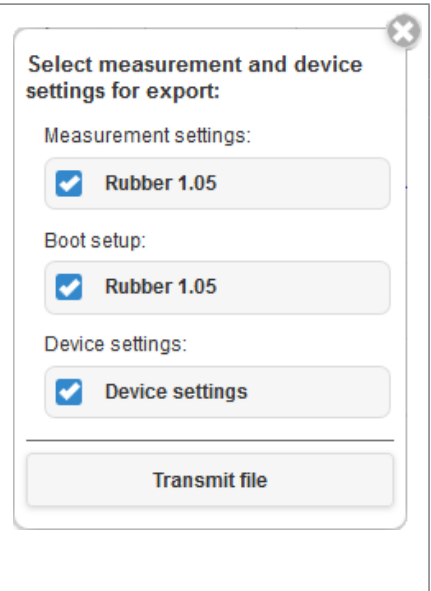 Select measurement and device
settings for export:
Measurement settings:
Rubber 1.05
Boot setup:
Rubber 1.05
Device settings:
Device settings
Transmit file